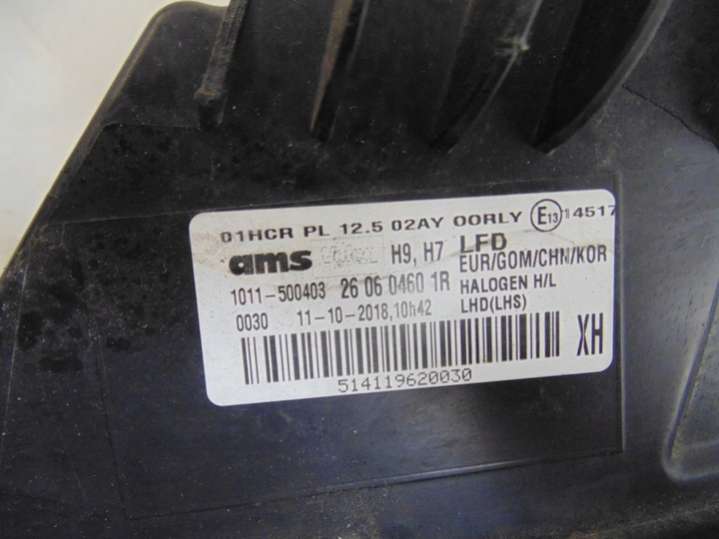 01HCR PL 12.5 02AY 00RLY E13 14517
ams H9, H7 LFD
EUR/GOM/CHN/KOR
1011-500403 26 06 0460 1R HALOGEN H/L
0030 11-10-2018,10h42 LHD(LHS)
XH
514119620030